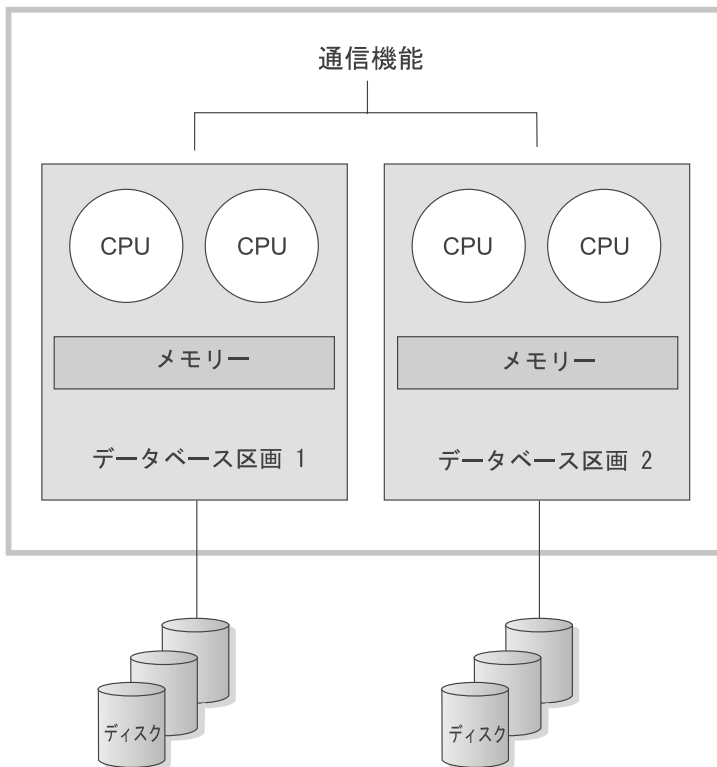 通信機能
CPU CPU CPU CPU
メモリー メモリー
データベース区画 1 データベース区画 2
ディスク ディスク